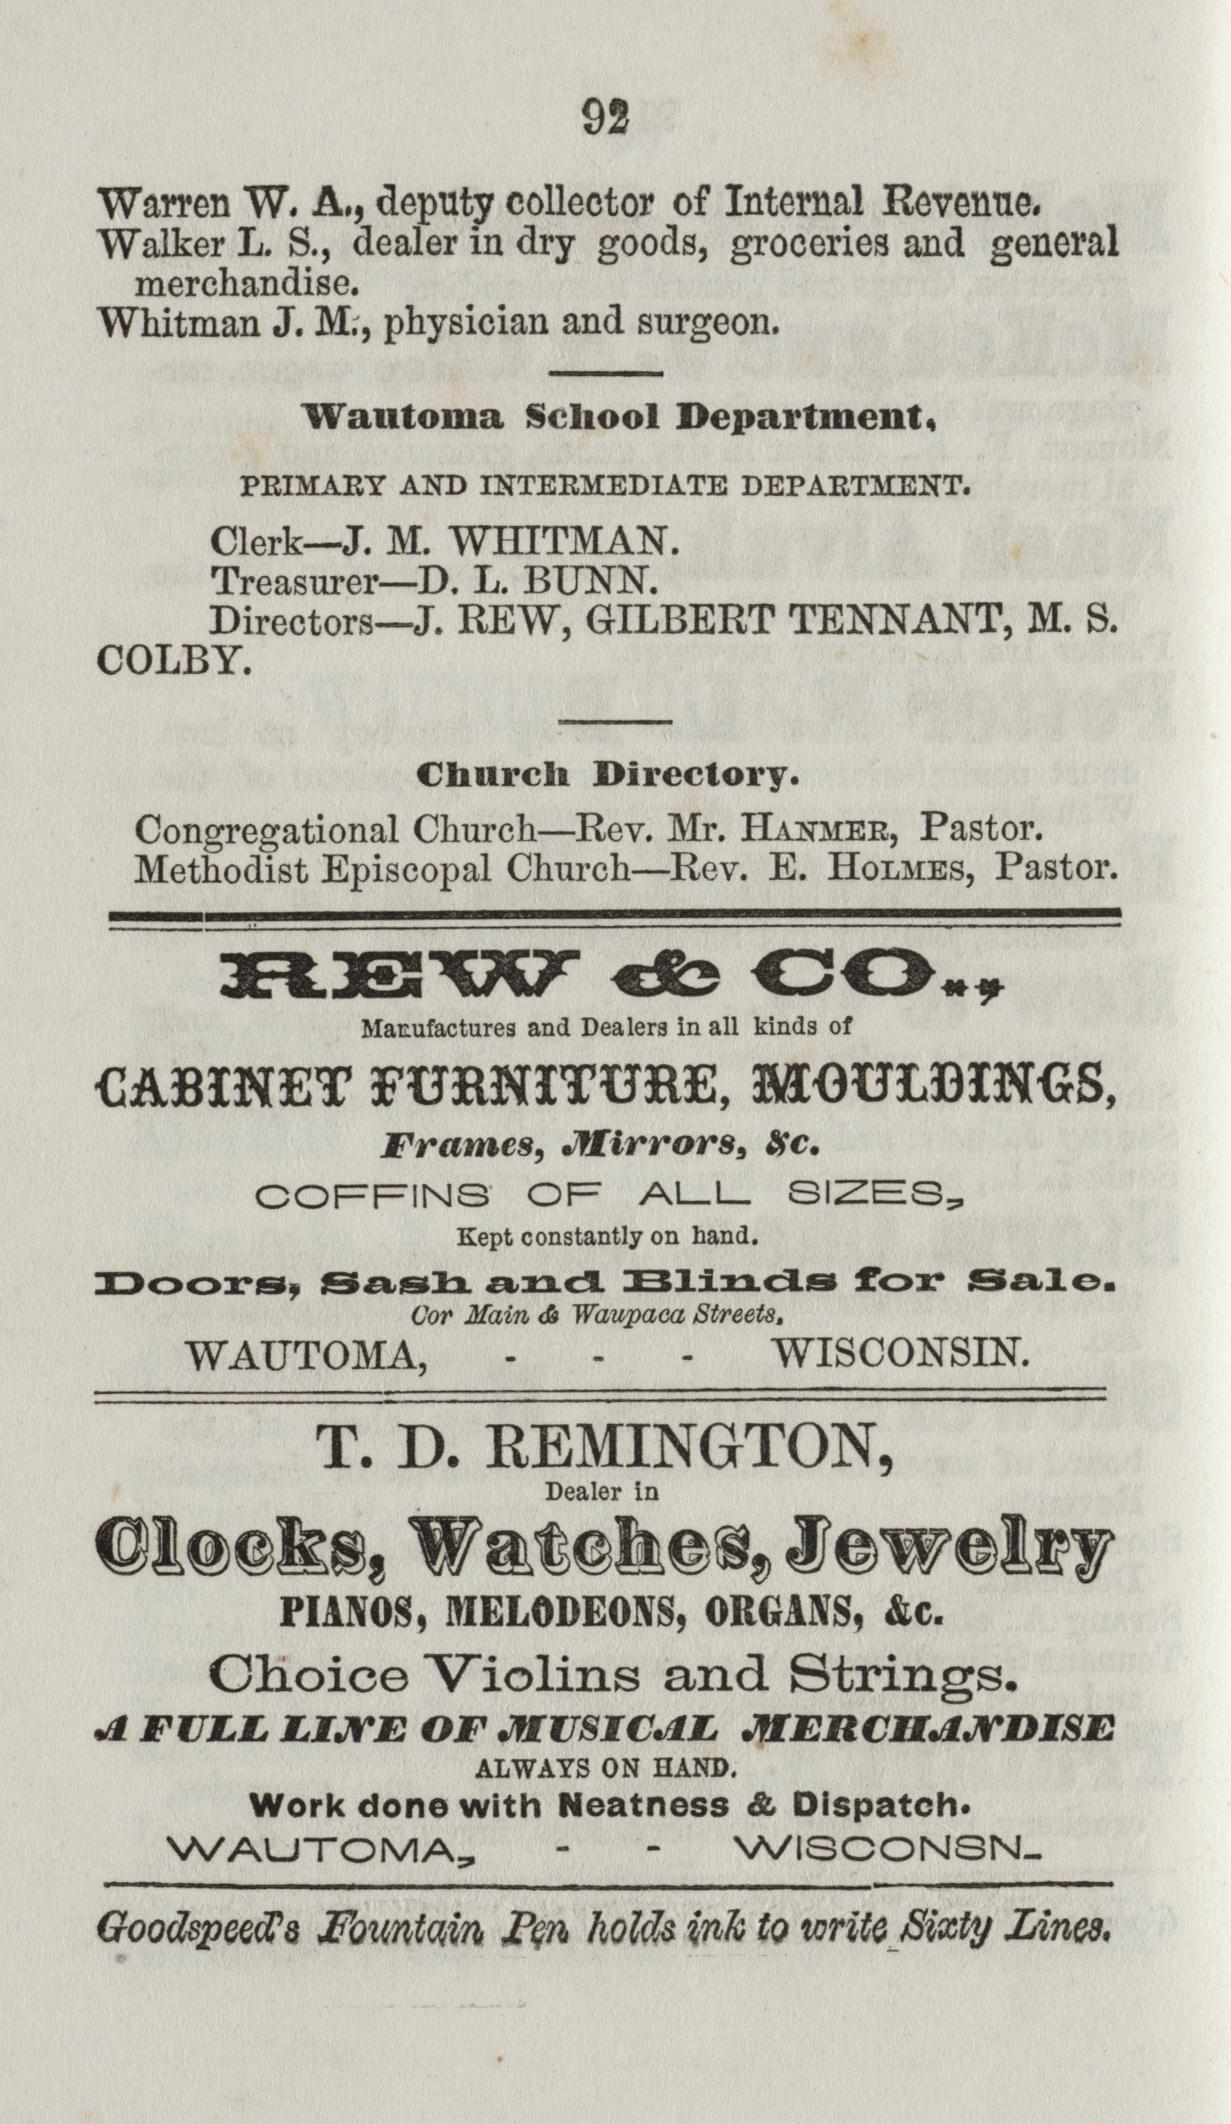 92
Warren W. A., deputy collector of Internal Revenue.
Walker L. S., dealer in dry goods, groceries and general
merchandise.
Whitman J. M., physician and surgeon.
Wautoma School Department,
PRIMARY AND INTERMEDIATE DEPARTMENT.
Clerk—J. M. WHITMAN.
Treasurer—D. L. BUNN.
Directors—J. REW, GILBERT TENNANT, M. S.
COLBY.
Church Directory.
Congregational Church—Rev. Mr. HANMER, Pastor.
Methodist Episcopal Church—Rev. E. HOLMES, Pastor.
REW & CO.,
Manufactures and Dealers in all kinds of
CABINET FURNITURE, MOULDINGS,
Frames, Mirrors, &c.
COFFINS OF ALL SIZES,
Kept constantly on hand.
Doors, Sash and Blinds for Sale.
Cor Main & Waupaca Streets,
WAUTOMA, - - - WISCONSIN.
T. D. REMINGTON,
Dealer in
Clocks, Watches, Jewelry
PIANOS, MELODEONS, ORGANS, &c.
Choice Violins and Strings.
A FULL LINE OF MUSICAL MERCHANDISE
ALWAYS ON HAND.
Work done with Neatness & Dispatch.
WAUTOMA, - - WISCONSN.
Goodspeed's Fountain Pen holds ink to write Sixty Lines.